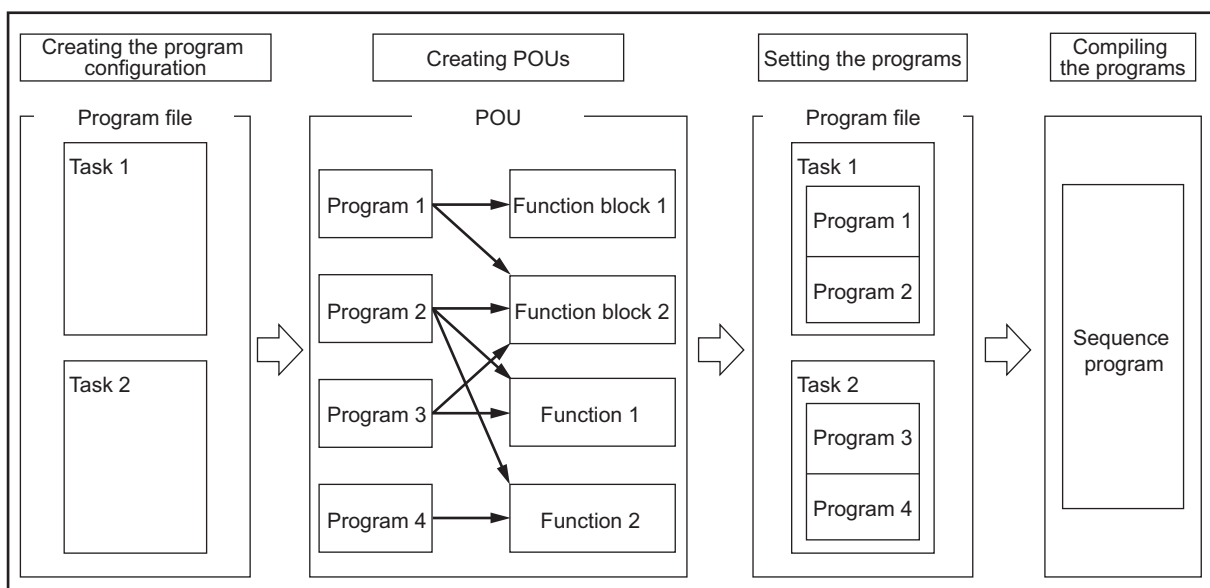 Creating the program
configuration
Creating POUs
Setting the programs
Compiling
the programs
Program file
Task 1
Task 2
POU
Program 1
Function block 1
Program 2
Function block 2
Program 3
Function 1
Program 4
Function 2
Program file
Task 1
Program 1
Program 2
Task 2
Program 3
Program 4
Sequence
program